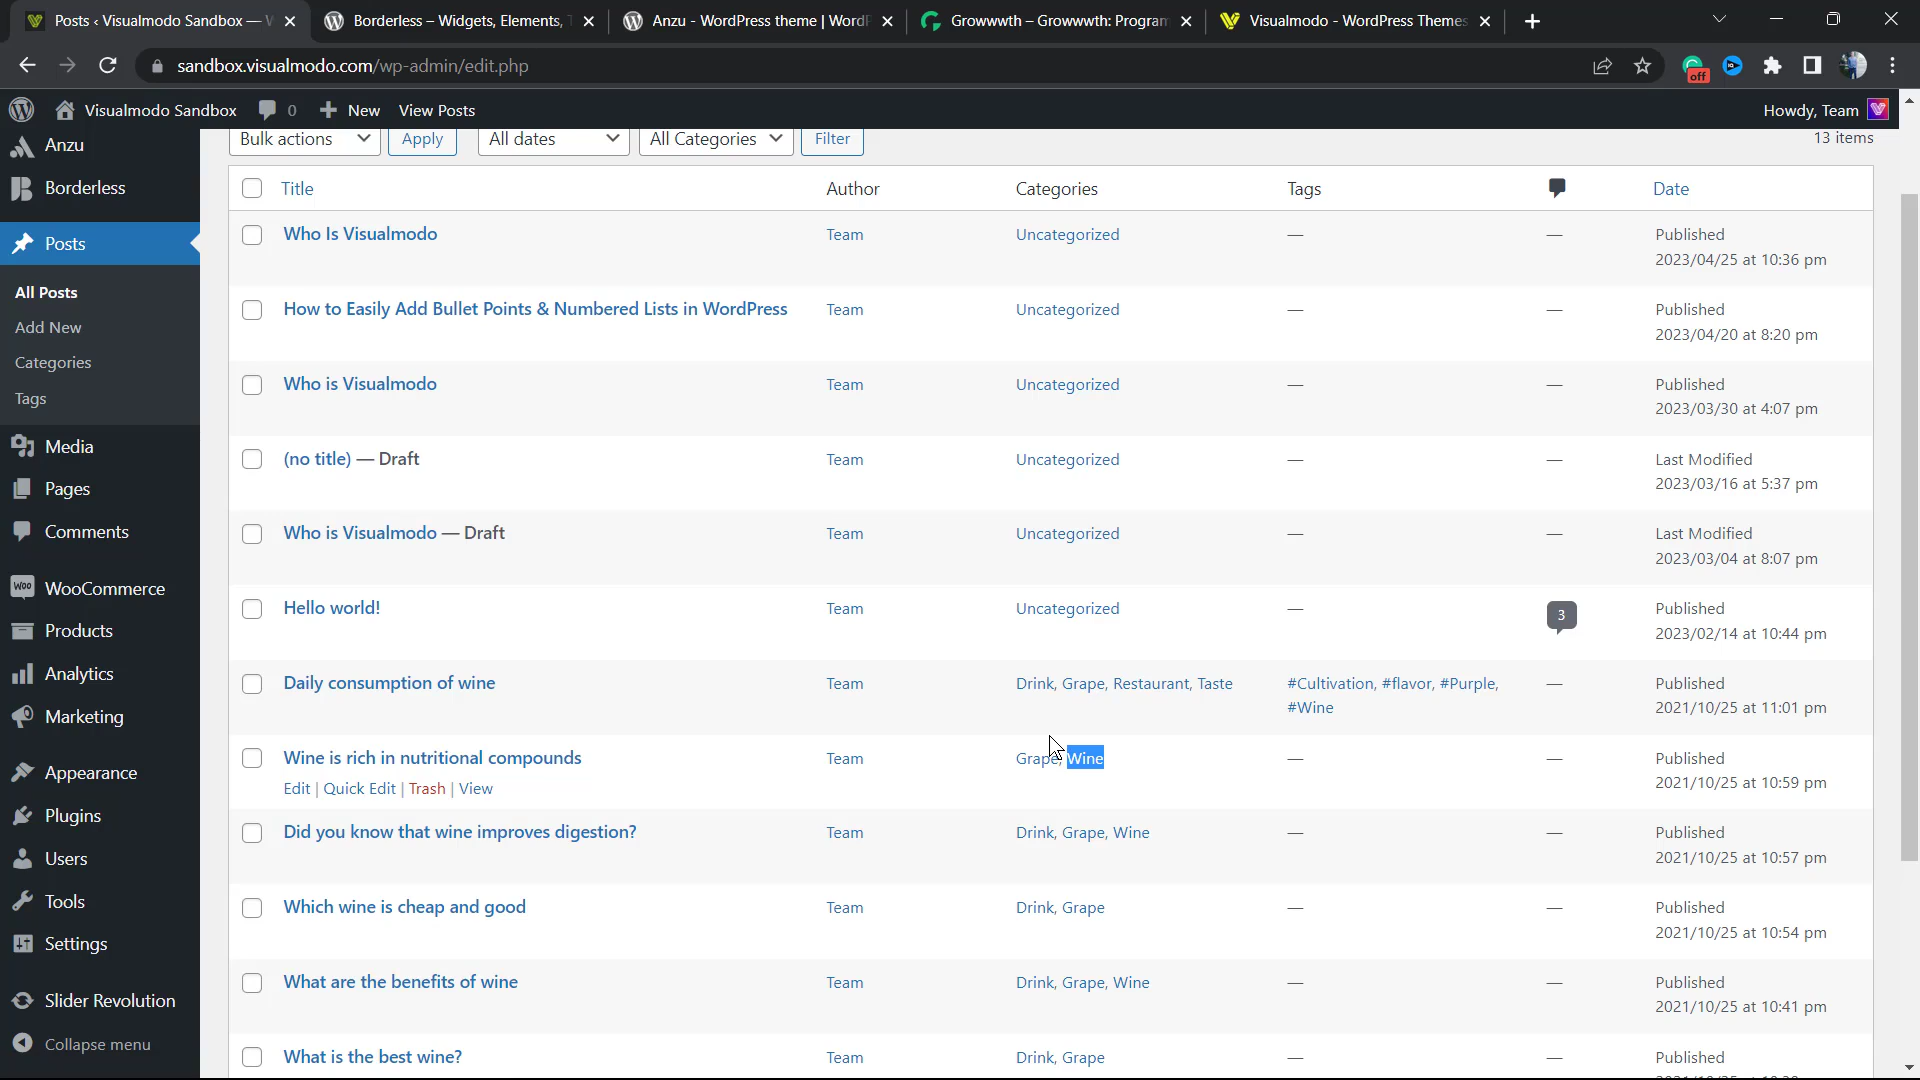 Posts ‹ Visualmodo Sandbox — W
Borderless – Widgets, Elements, T
Anzu - WordPress theme | WordP
Growwwth – Growwwth: Program
Visualmodo - WordPress Themes
sandbox.visualmodo.com/wp-admin/edit.php
off
Visualmodo Sandbox 0 New View Posts Howdy, Team
Anzu
Borderless
Posts
All Posts
Add New
Categories
Tags
Media
Pages
Comments
WooCommerce
Products
Analytics
Marketing
Appearance
Plugins
Users
Tools
Settings
Slider Revolution
Collapse menu
Bulk actions Apply All dates All Categories Filter 13 items
Title Author Categories Tags Date
Who Is Visualmodo Team Uncategorized — — Published
2023/04/25 at 10:36 pm
How to Easily Add Bullet Points & Numbered Lists in WordPress Team Uncategorized — — Published
2023/04/20 at 8:20 pm
Who is Visualmodo Team Uncategorized — — Published
2023/03/30 at 4:07 pm
(no title) — Draft Team Uncategorized — — Last Modified
2023/03/16 at 5:37 pm
Who is Visualmodo — Draft Team Uncategorized — — Last Modified
2023/03/04 at 8:07 pm
Hello world! Team Uncategorized — 3 Published
2023/02/14 at 10:44 pm
Daily consumption of wine Team Drink, Grape, Restaurant, Taste #Cultivation, #flavor, #Purple, — Published
#Wine 2021/10/25 at 11:01 pm
Wine is rich in nutritional compounds Team Grape, Wine — — Published
Edit | Quick Edit | Trash | View 2021/10/25 at 10:59 pm
Did you know that wine improves digestion? Team Drink, Grape, Wine — — Published
2021/10/25 at 10:57 pm
Which wine is cheap and good Team Drink, Grape — — Published
2021/10/25 at 10:54 pm
What are the benefits of wine Team Drink, Grape, Wine — — Published
2021/10/25 at 10:41 pm
What is the best wine? Team Drink, Grape — — Published